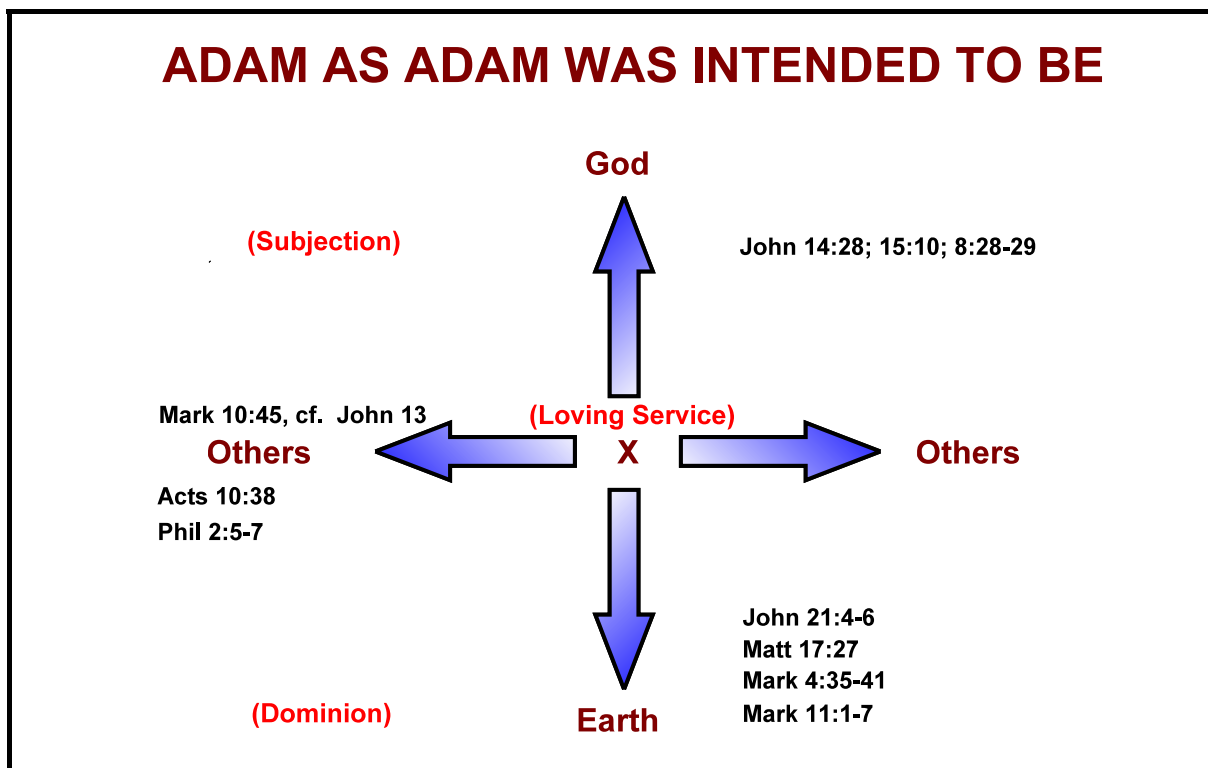 ADAM AS ADAM WAS INTENDED TO BE
God
(Subjection)
John 14:28; 15:10; 8:28-29
Mark 10:45, cf. John 13
(Loving Service)
Others
X
Others
Acts 10:38
Phil 2:5-7
John 21:4-6
Matt 17:27
Mark 4:35-41
(Dominion)
Earth
Mark 11:1-7